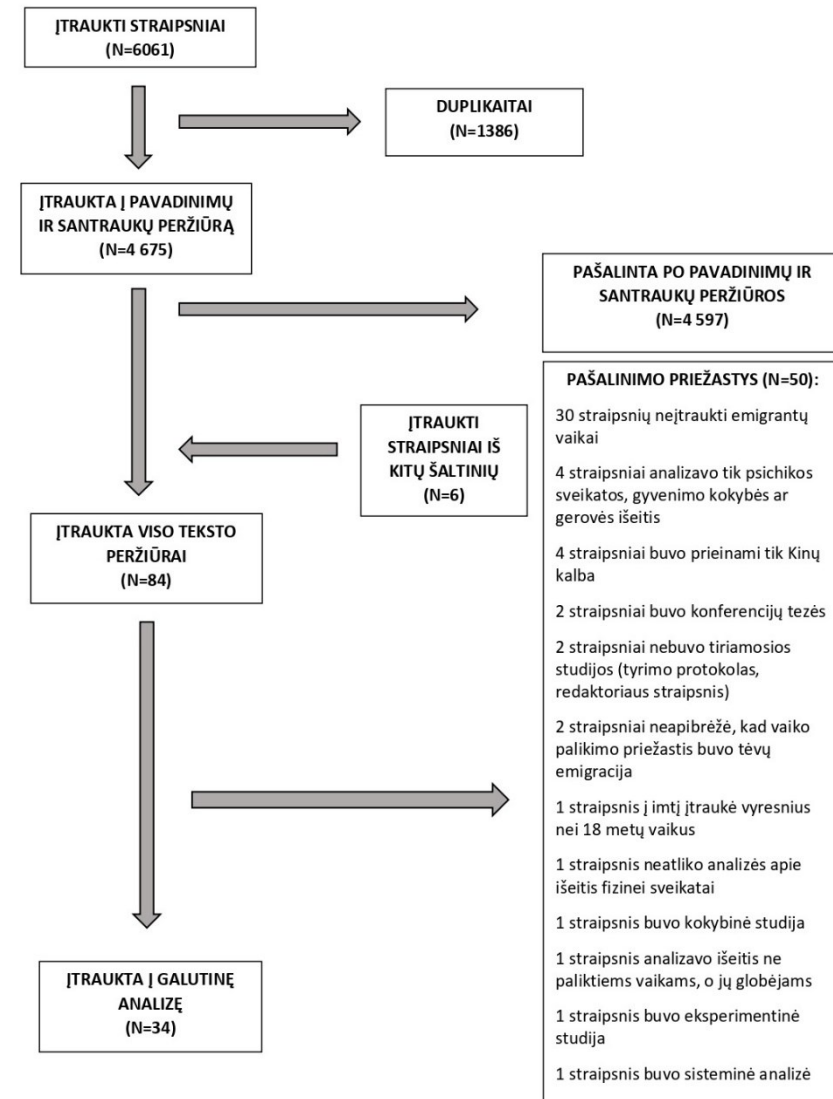 ĮTRAUKTI STRAIPSNIAI
(N=6061)
DUPLIKAITAI
(N=1386)
ĮTRAUKTA Į PAVADINIMŲ
IR SANTRAUKŲ PERŽIŪRĄ
(N=4 675)
PAŠALINTA PO PAVADINIMŲ IR
SANTRAUKŲ PERŽIŪROS
(N=4 597)
ĮTRAUKTI
STRAIPSNIAI IŠ
KITŲ ŠALTINIŲ
(N=6)
ĮTRAUKTA VISO TEKSTO
PERŽIŪRAI
(N=84)
PAŠALINIMO PRIEŽASTYS (N=50):
30 straipsnių neįtraukti emigrantų
vaikai
4 straipsniai analizavo tik psichikos
sveikatos, gyvenimo kokybės ar
gerovės išeitis
4 straipsniai buvo prieinami tik Kinų
kalba
2 straipsniai buvo konferencijų tezės
2 straipsniai nebuvo tiriamosios
studijos (tyrimo protokolas,
redaktoriaus straipsnis)
2 straipsniai neapibrėžė, kad vaiko
palikimo priežastis buvo tėvų
emigracija
1 straipsnis į imtį įtraukė vyresnius
nei 18 metų vaikus
1 straipsnis neatliko analizės apie
išeitis fizinei sveikatai
1 straipsnis buvo kokybinė studija
1 straipsnis analizavo išeitis ne
paliktiems vaikams, o jų globėjams
1 straipsnis buvo eksperimentinė
studija
1 straipsnis buvo sisteminė analizė
ĮTRAUKTA Į GALUTINĘ
ANALIZĘ
(N=34)